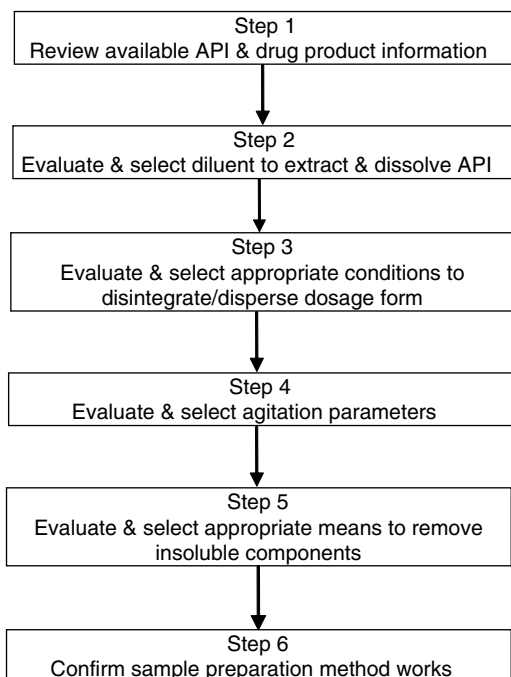 Step 1
Review available API & drug product information
Step 2
Evaluate & select diluent to extract & dissolve API
Step 3
Evaluate & select appropriate conditions to
disintegrate/disperse dosage form
Step 4
Evaluate & select agitation parameters
Step 5
Evaluate & select appropriate means to remove
insoluble components
Step 6
Confirm sample preparation method works